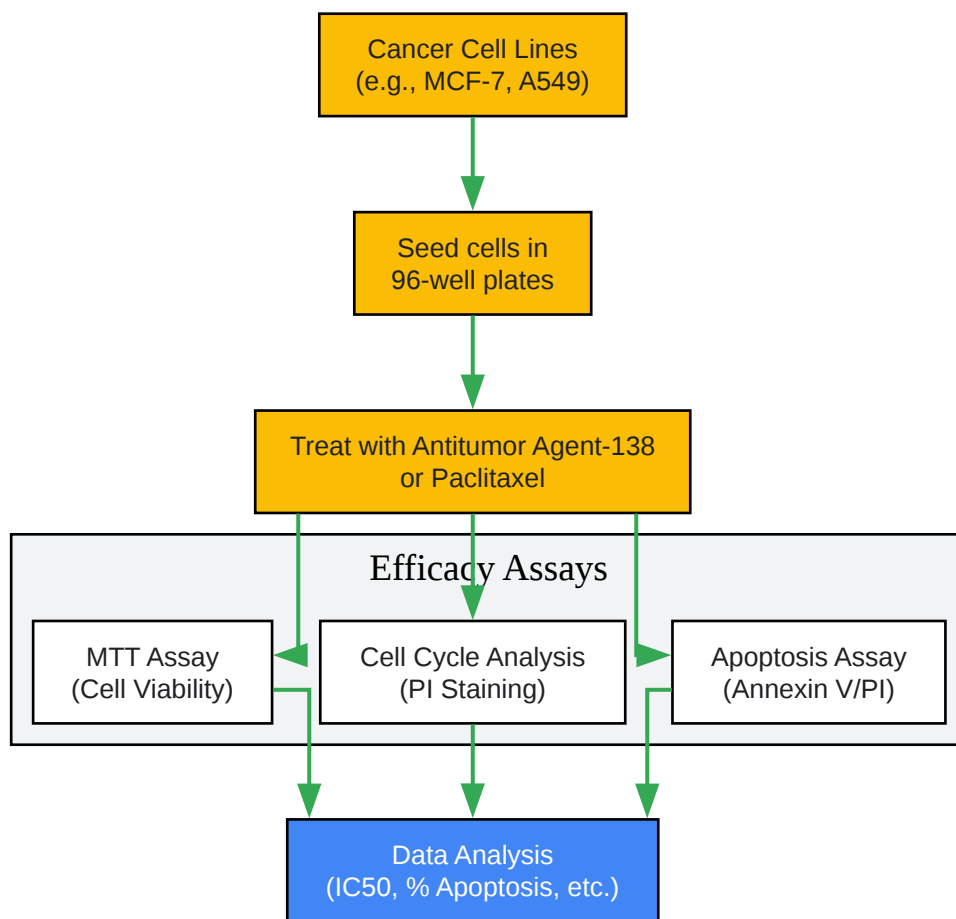 Cancer Cell Lines
(e.g., MCF-7, A549)
Seed cells in
96-well plates
Treat with Antitumor Agent-138
or Paclitaxel
Efficacy Assays
MTT Assay
(Cell Viability)
Cell Cycle Analysis
(PI Staining)
Apoptosis Assay
(Annexin V/PI)
Data Analysis
(IC50, % Apoptosis, etc.)